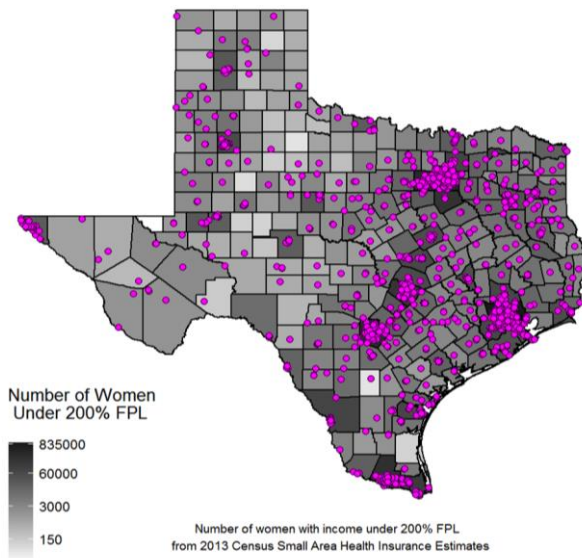 Number of Women
Under 200% FPL
835000
60000
3000
150
Number of women with income under 200% FPL
from 2013 Census Small Area Health Insurance Estimates